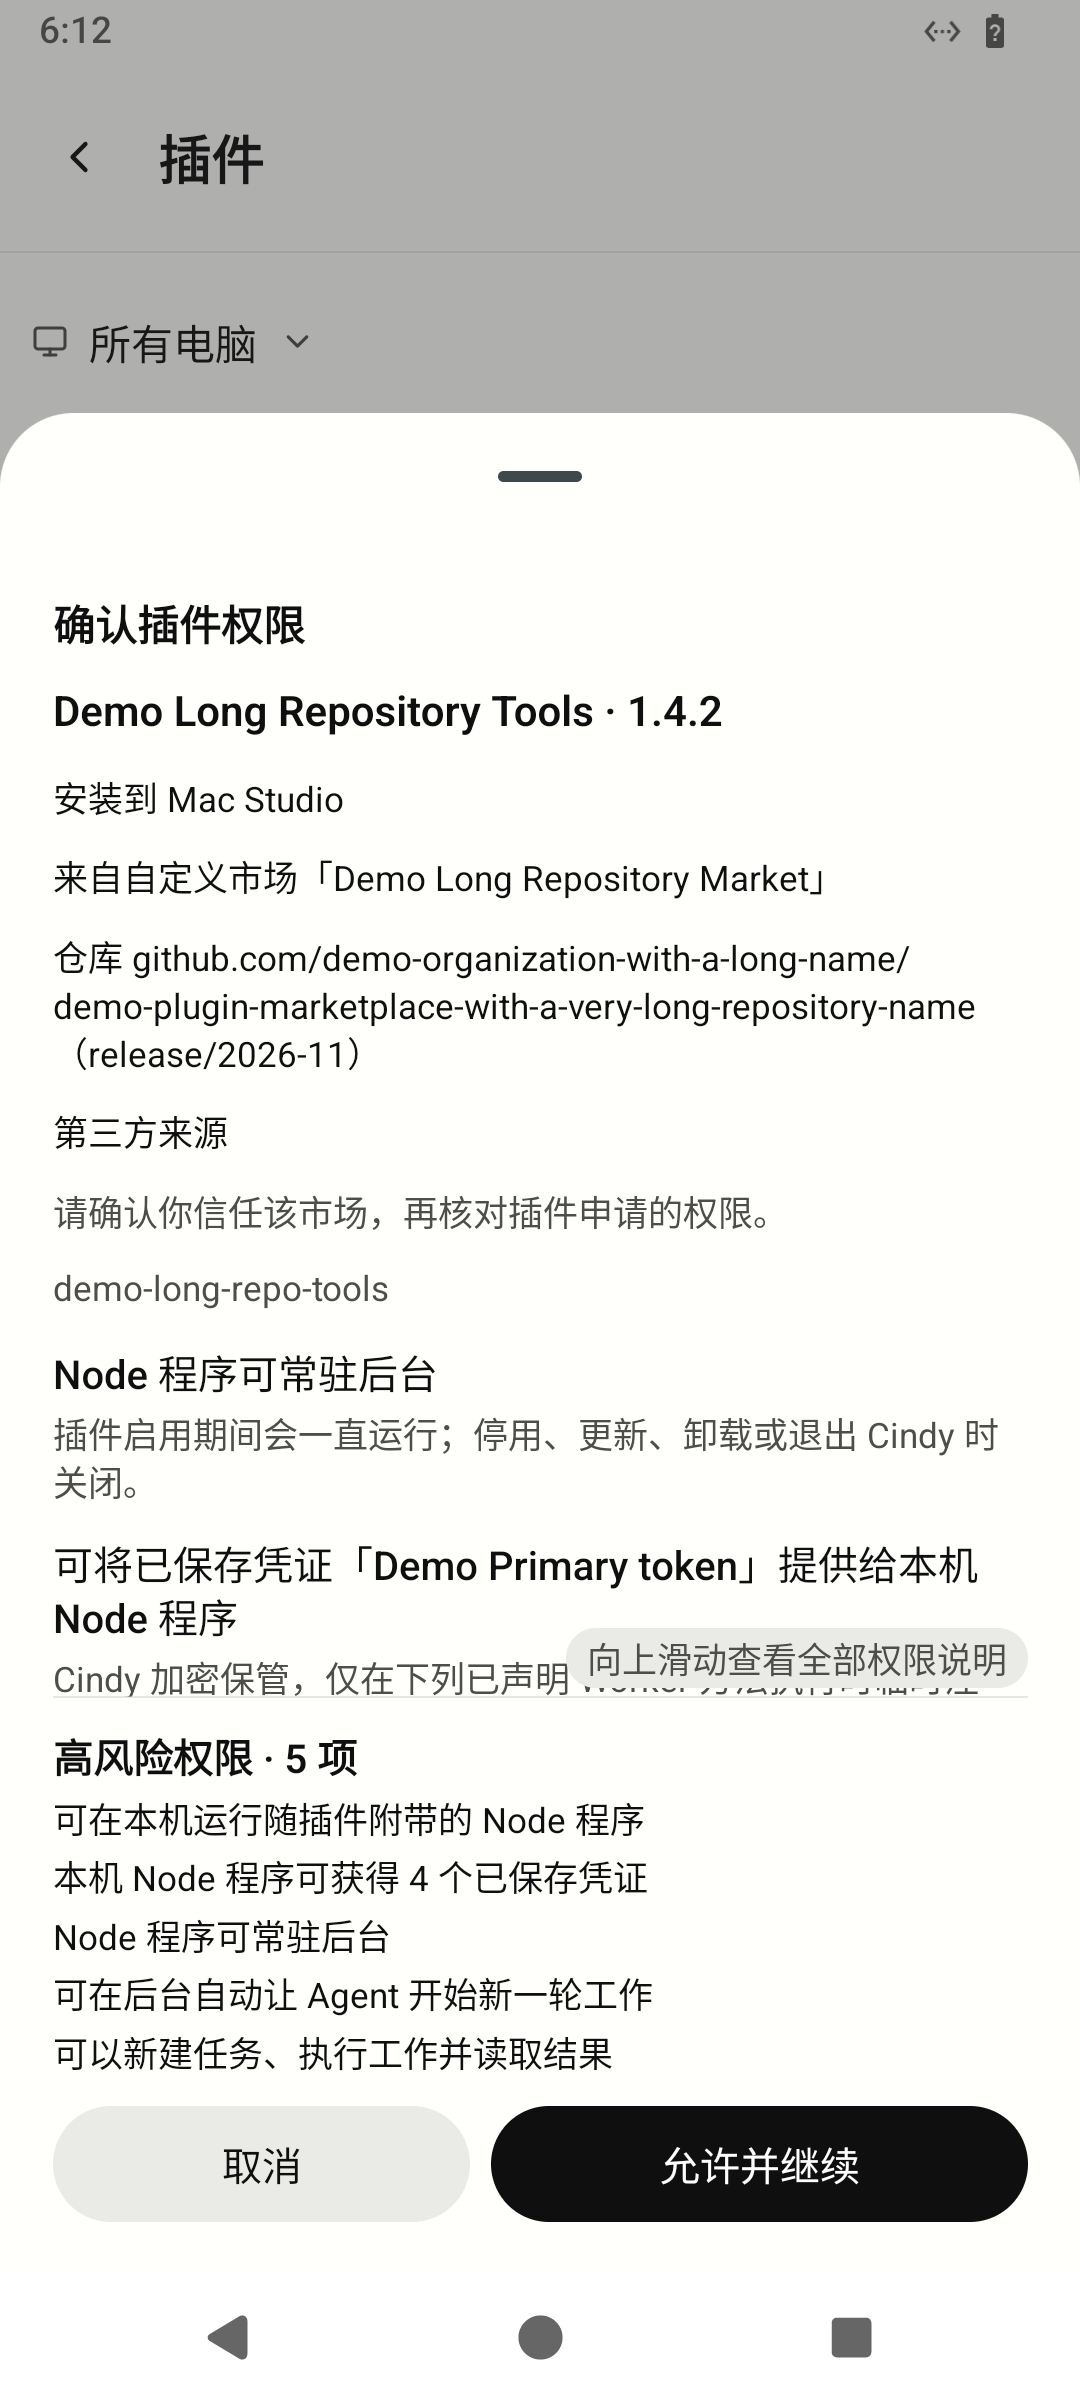 6:12
插件
所有电脑
确认插件权限
Demo Long Repository Tools · 1.4.2
安装到 Mac Studio
来自自定义市场「Demo Long Repository Market」
仓库 github.com/demo-organization-with-a-long-name/
demo-plugin-marketplace-with-a-very-long-repository-name
（release/2026-11）
第三方来源
请确认你信任该市场，再核对插件申请的权限。
demo-long-repo-tools
Node 程序可常驻后台
插件启用期间会一直运行；停用、更新、卸载或退出 Cindy 时
关闭。
可将已保存凭证「Demo Primary token」提供给本机
Node 程序
Cindy 加密保管，仅在下列已声明
向上滑动查看全部权限说明
高风险权限 · 5 项
可在本机运行随插件附带的 Node 程序
本机 Node 程序可获得 4 个已保存凭证
Node 程序可常驻后台
可在后台自动让 Agent 开始新一轮工作
可以新建任务、执行工作并读取结果
取消
允许并继续